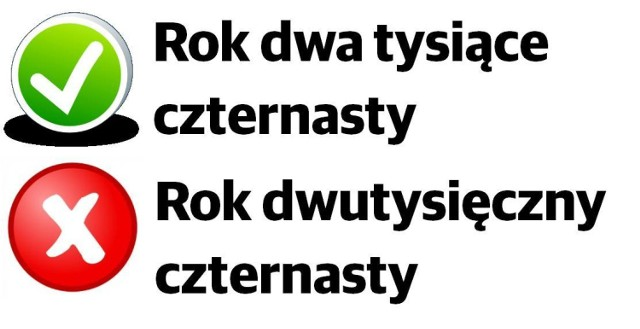 Rok dwa tysiące
czternasty
Rok dwutysięczny
czternasty